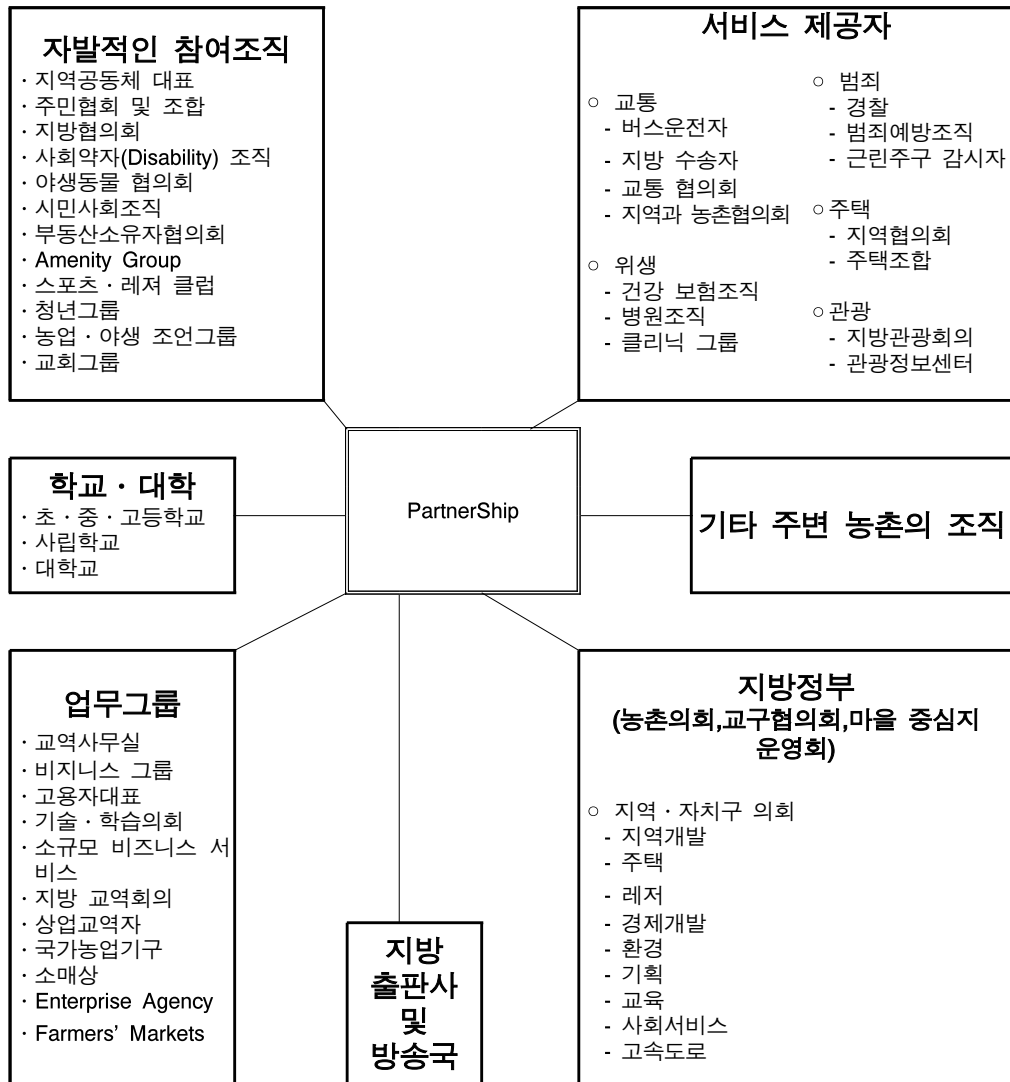 자발적인 참여조직
· 지역공동체 대표
· 주민협회 및 조합
· 지방협의회
· 사회약자(Disability) 조직
· 야생동물 협의회
· 시민사회조직
· 부동산소유자협의회
· Amenity Group
· 스포츠 · 레져 클럽
· 청년그룹
· 농업 · 야생 조언그룹
· 교회그룹
서비스 제공자
○ 교통
- 버스운전자
- 지방 수송자
- 교통 협의회
- 지역과 농촌협의회
○ 위생
- 건강 보험조직
- 병원조직
- 클리닉 그룹
○ 범죄
- 경찰
- 범죄예방조직
- 근린주구 감시자
○ 주택
- 지역협의회
- 주택조합
○ 관광
- 지방관광회의
- 관광정보센터
학교 · 대학
· 초 · 중 · 고등학교
· 사립학교
· 대학교
PartnerShip
기타 주변 농촌의 조직
업무그룹
· 교역사무실
· 비지니스 그룹
· 고용자대표
· 기술 · 학습의회
· 소규모 비즈니스 서
비스
· 지방 교역회의
· 상업교역자
· 국가농업기구
· 소매상
· Enterprise Agency
· Farmers' Markets
지방
출판사
및
방송국
지방정부
(농촌의회,교구협의회,마을 중심지
운영회)
○ 지역 · 자치구 의회
- 지역개발
- 주택
- 레저
- 경제개발
- 환경
- 기획
- 교육
- 사회서비스
- 고속도로